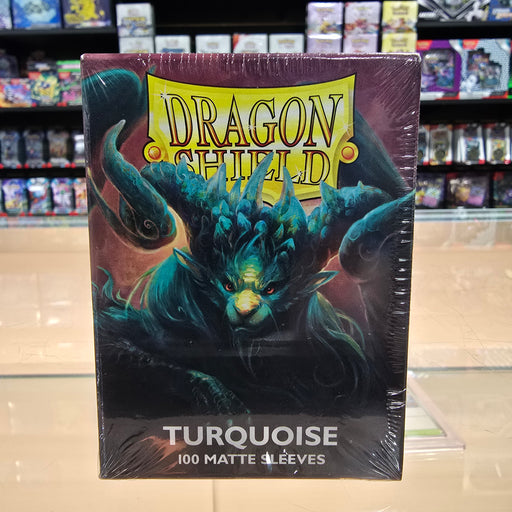 DRAGON
SHIELD
TURQUOISE
100 MATTE SLEEVES